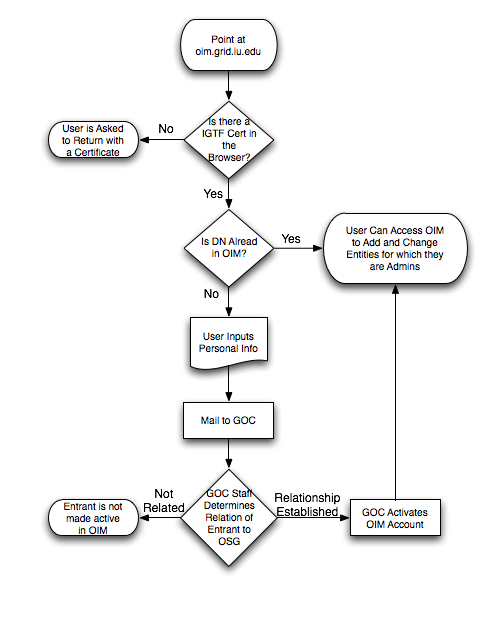 Point at
oim.grid.iu.edu
Is there a
IGTF Cert in
the
Browser?
No
User is Asked
to Return with
a Certificate
Yes
Is DN Alread
in OIM?
Yes
User Can Access OIM
to Add and Change
Entities for which they
are Admins
No
User Inputs
Personal Info
Mail to GOC
GOC Staff
Determines
Relation of
Entrant to
OSG
Not
Related
Entrant is not
made active
in OIM
Relationship
Established
GOC Activates
OIM Account